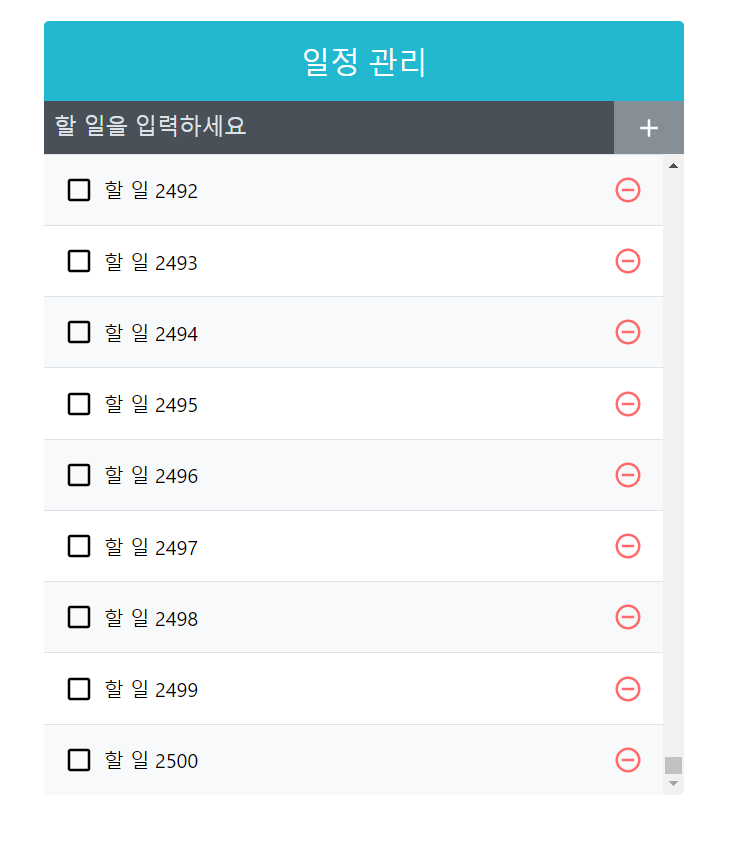 일정 관리
할 일을 입력하세요
할 일 2492
할 일 2493
할 일 2494
할 일 2495
할 일 2496
할 일 2497
할 일 2498
할 일 2499
할 일 2500